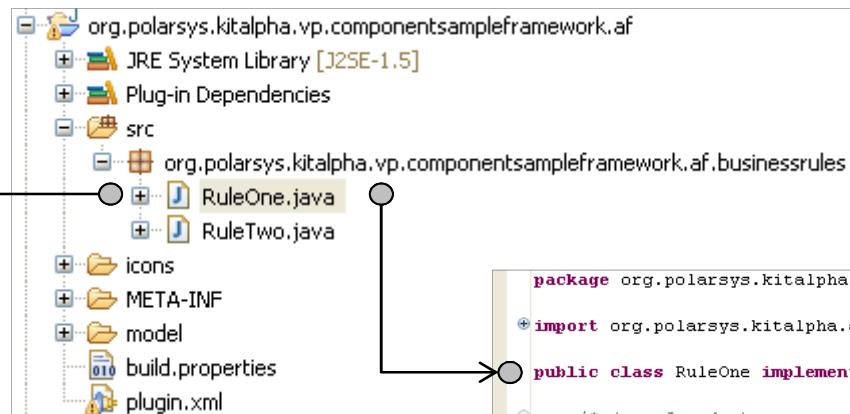 org.polarsys.kitalpha.vp.componentsampleframework.af
JRE System Library [J2SE-1.5]
Plug-in Dependencies
src
org.polarsys.kitalpha.vp.componentsampleframework.af.businessrules
RuleOne.java
RuleTwo.java
icons
META-INF
model
build.properties
plugin.xml
package org.polarsys.kitalpha
import org.polarsys.kitalpha.
public class RuleOne implemen